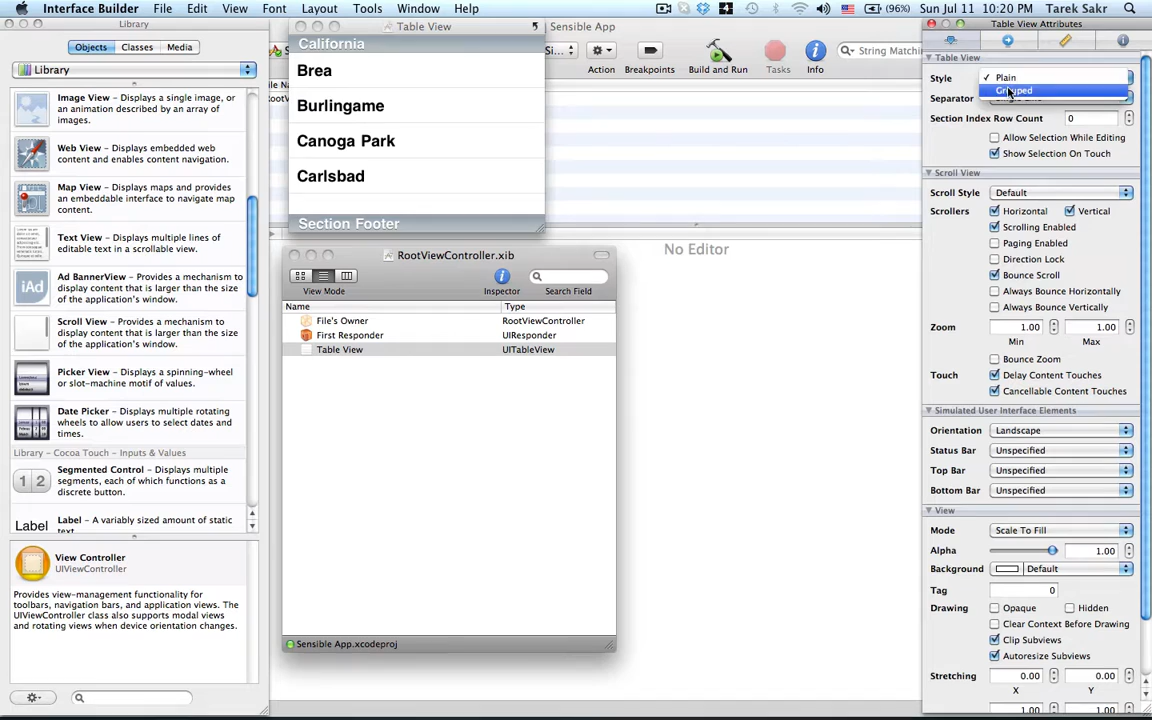 Interface Builder File Edit View Font Layout Tools Window Help
4 (96%) Sun Jul 11 10:20 PM Tarek Sakr
Library
Objects Classes Media
Library
Image View – Displays a single image, or
an animation described by an array of
images.
Web View – Displays embedded web
content and enables content navigation.
Map View – Displays maps and provides
an embeddable interface to navigate map
content.
Text View – Displays multiple lines of
editable text in a scrollable view.
iAd
Ad BannerView – Provides a mechanism to
display content that is larger than the size
of the application's window.
Scroll View – Provides a mechanism to
display content that is larger than the size
of the application's window.
Picker View – Displays a spinning-wheel
or slot-machine motif of values.
Date Picker – Displays multiple rotating
wheels to allow users to select dates and
times.
Library – Cocoa Touch – Inputs & Values
1 2
Segmented Control – Displays multiple
segments, each of which functions as a
discrete button.
Label
Label – A variably sized amount of static
text.
View Controller
UIViewController
Provides view-management functionality for
toolbars, navigation bars, and application views. The
UIViewController class also supports modal views
and rotating views when device orientation changes.
Table View
California
Brea
Burlingame
Canoga Park
Carlsbad
Section Footer
Sensible App
Si...
Action Breakpoints Build and Run Tasks Info
String Matchin
No Editor
RootViewController.xib
View Mode Inspector Search Field
Name Type
File's Owner RootViewController
First Responder UIResponder
Table View UITableView
Sensible App.xcodeproj
Table View Attributes
Table View
Style
Plain
Grouped
Separator
Section Index Row Count 0
Allow Selection While Editing
Show Selection On Touch
Scroll View
Scroll Style Default
Scrollers Horizontal Vertical
Scrolling Enabled
Paging Enabled
Direction Lock
Bounce Scroll
Always Bounce Horizontally
Always Bounce Vertically
Zoom 1.00 1.00
Min Max
Bounce Zoom
Touch Delay Content Touches
Cancellable Content Touches
Simulated User Interface Elements
Orientation Landscape
Status Bar Unspecified
Top Bar Unspecified
Bottom Bar Unspecified
View
Mode Scale To Fill
Alpha 1.00
Background Default
Tag 0
Drawing Opaque Hidden
Clear Context Before Drawing
Clip Subviews
Autoresize Subviews
Stretching 0.00 0.00
X Y
1.00 1.00